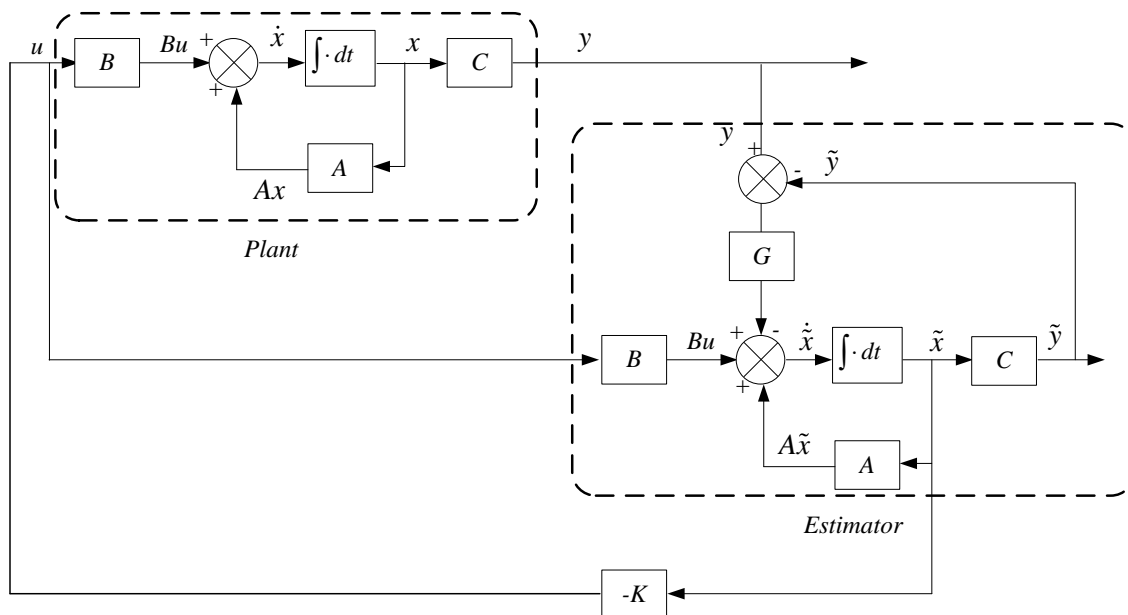 u
B
Bu
+
+
ẋ
∫· dt
x
C
y
A
Ax
Plant
y
+
-
ỹ
G
B
Bu
+
-
+
x̃̇
∫· dt
x̃
C
ỹ
Ax̃
A
Estimator
-K